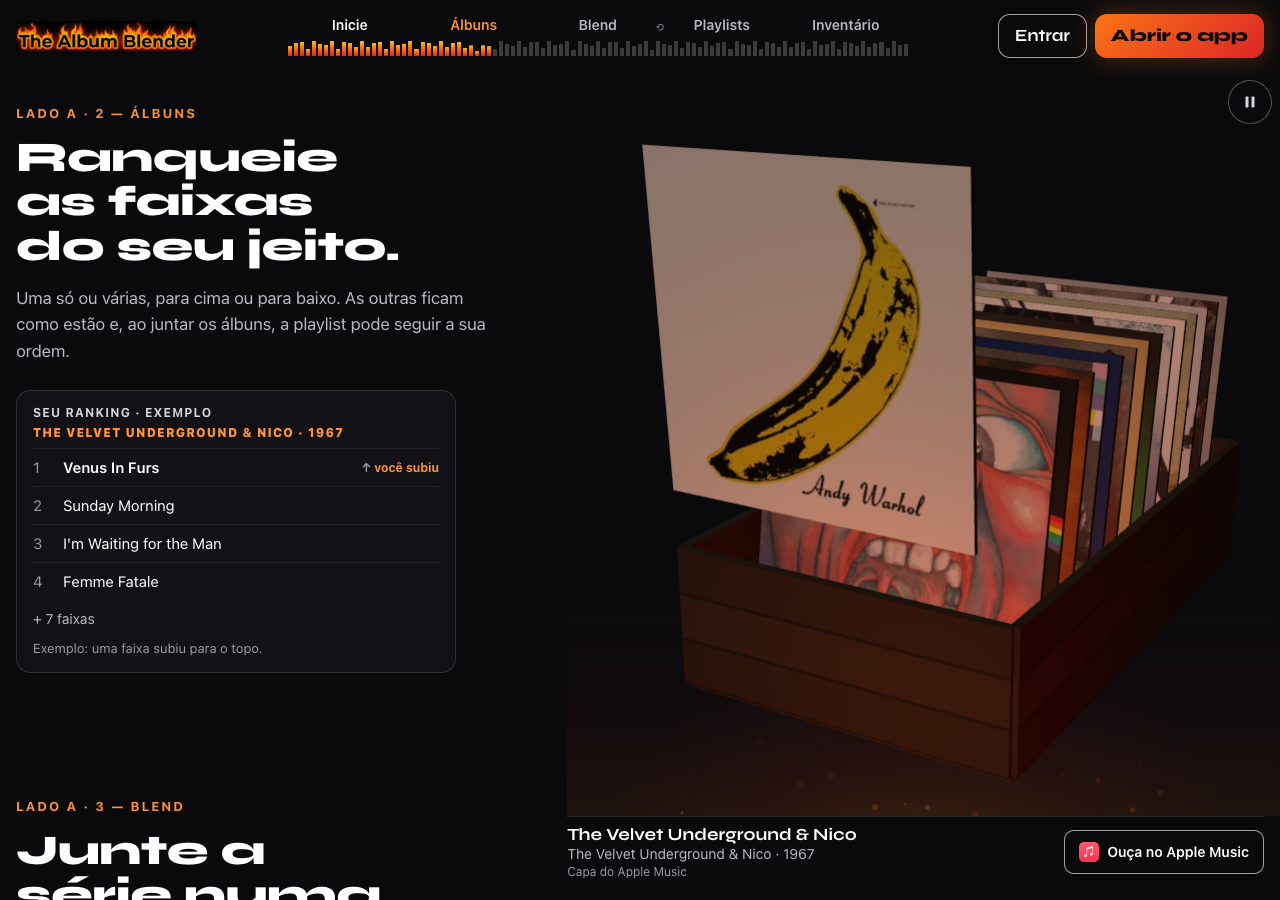 The Album Blender
Inicie
Álbuns
Blend
Playlists
Inventário
Entrar
Abrir o app
LADO A · 2 — ÁLBUNS
Ranqueie
as faixas
do seu jeito.
Uma só ou várias, para cima ou para baixo. As outras ficam
como estão e, ao juntar os álbuns, a playlist pode seguir a sua
ordem.
SEU RANKING · EXEMPLO
THE VELVET UNDERGROUND & NICO · 1967
1 Venus In Furs ↑ você subiu
2 Sunday Morning
3 I'm Waiting for the Man
4 Femme Fatale
+ 7 faixas
Exemplo: uma faixa subiu para o topo.
Andy Warhol
LADO A · 3 — BLEND
Junte a
série numa
The Velvet Underground & Nico
The Velvet Underground & Nico · 1967
Capa do Apple Music
Ouça no Apple Music